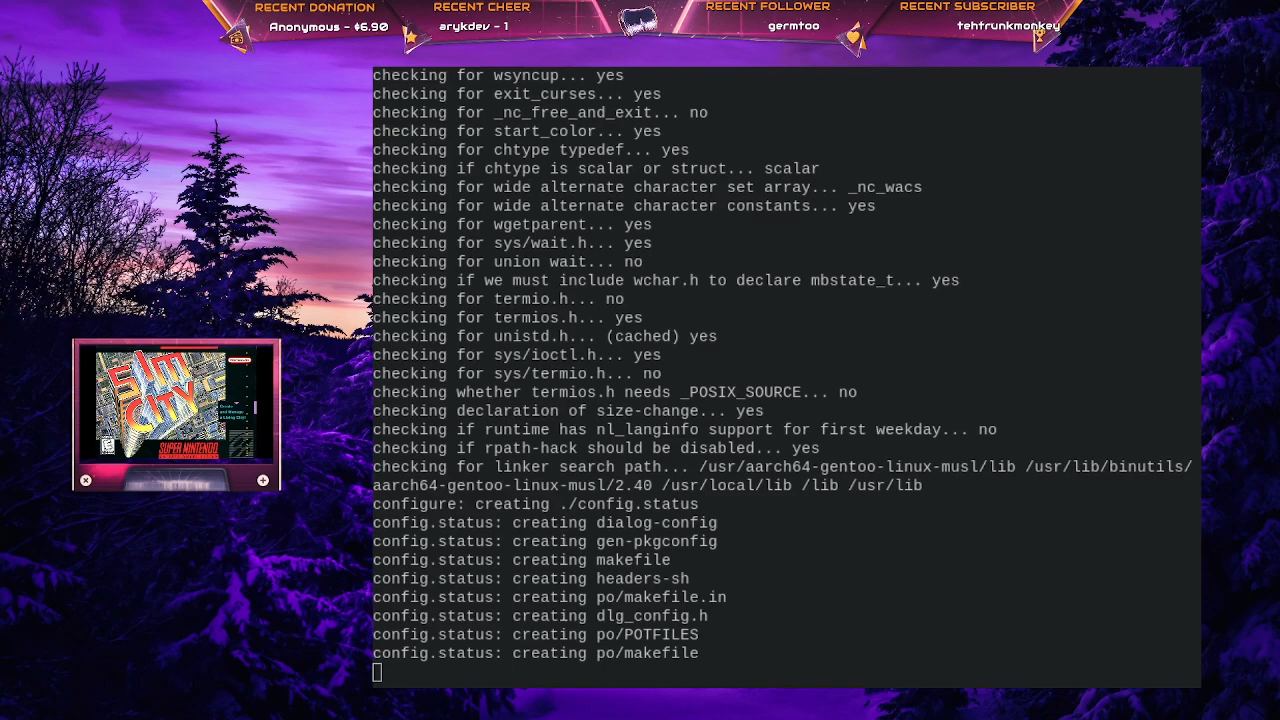 RECENT DONATION
Anonymous - $6.90
RECENT CHEER
arykdev - 1
RECENT FOLLOWER
germtoo
RECENT SUBSCRIBER
tehtrunkmonkey
checking for wsyncup... yes
checking for exit_curses... yes
checking for _nc_free_and_exit... no
checking for start_color... yes
checking for chtype typedef... yes
checking if chtype is scalar or struct... scalar
checking for wide alternate character set array... _nc_wacs
checking for wide alternate character constants... yes
checking for wgetparent... yes
checking for sys/wait.h... yes
checking for union wait... no
checking if we must include wchar.h to declare mbstate_t... yes
checking for termio.h... no
checking for termios.h... yes
checking for unistd.h... (cached) yes
checking for sys/ioctl.h... yes
checking for sys/termio.h... no
checking whether termios.h needs _POSIX_SOURCE... no
checking declaration of size-change... yes
checking if runtime has nl_langinfo support for first weekday... no
checking if rpath-hack should be disabled... yes
checking for linker search path... /usr/aarch64-gentoo-linux-musl/lib /usr/lib/binutils/
aarch64-gentoo-linux-musl/2.40 /usr/local/lib /lib /usr/lib
configure: creating ./config.status
config.status: creating dialog-config
config.status: creating gen-pkgconfig
config.status: creating makefile
config.status: creating headers-sh
config.status: creating po/makefile.in
config.status: creating dlg_config.h
config.status: creating po/POTFILES
config.status: creating po/makefile
SIM
CITY
SUPER NINTENDO